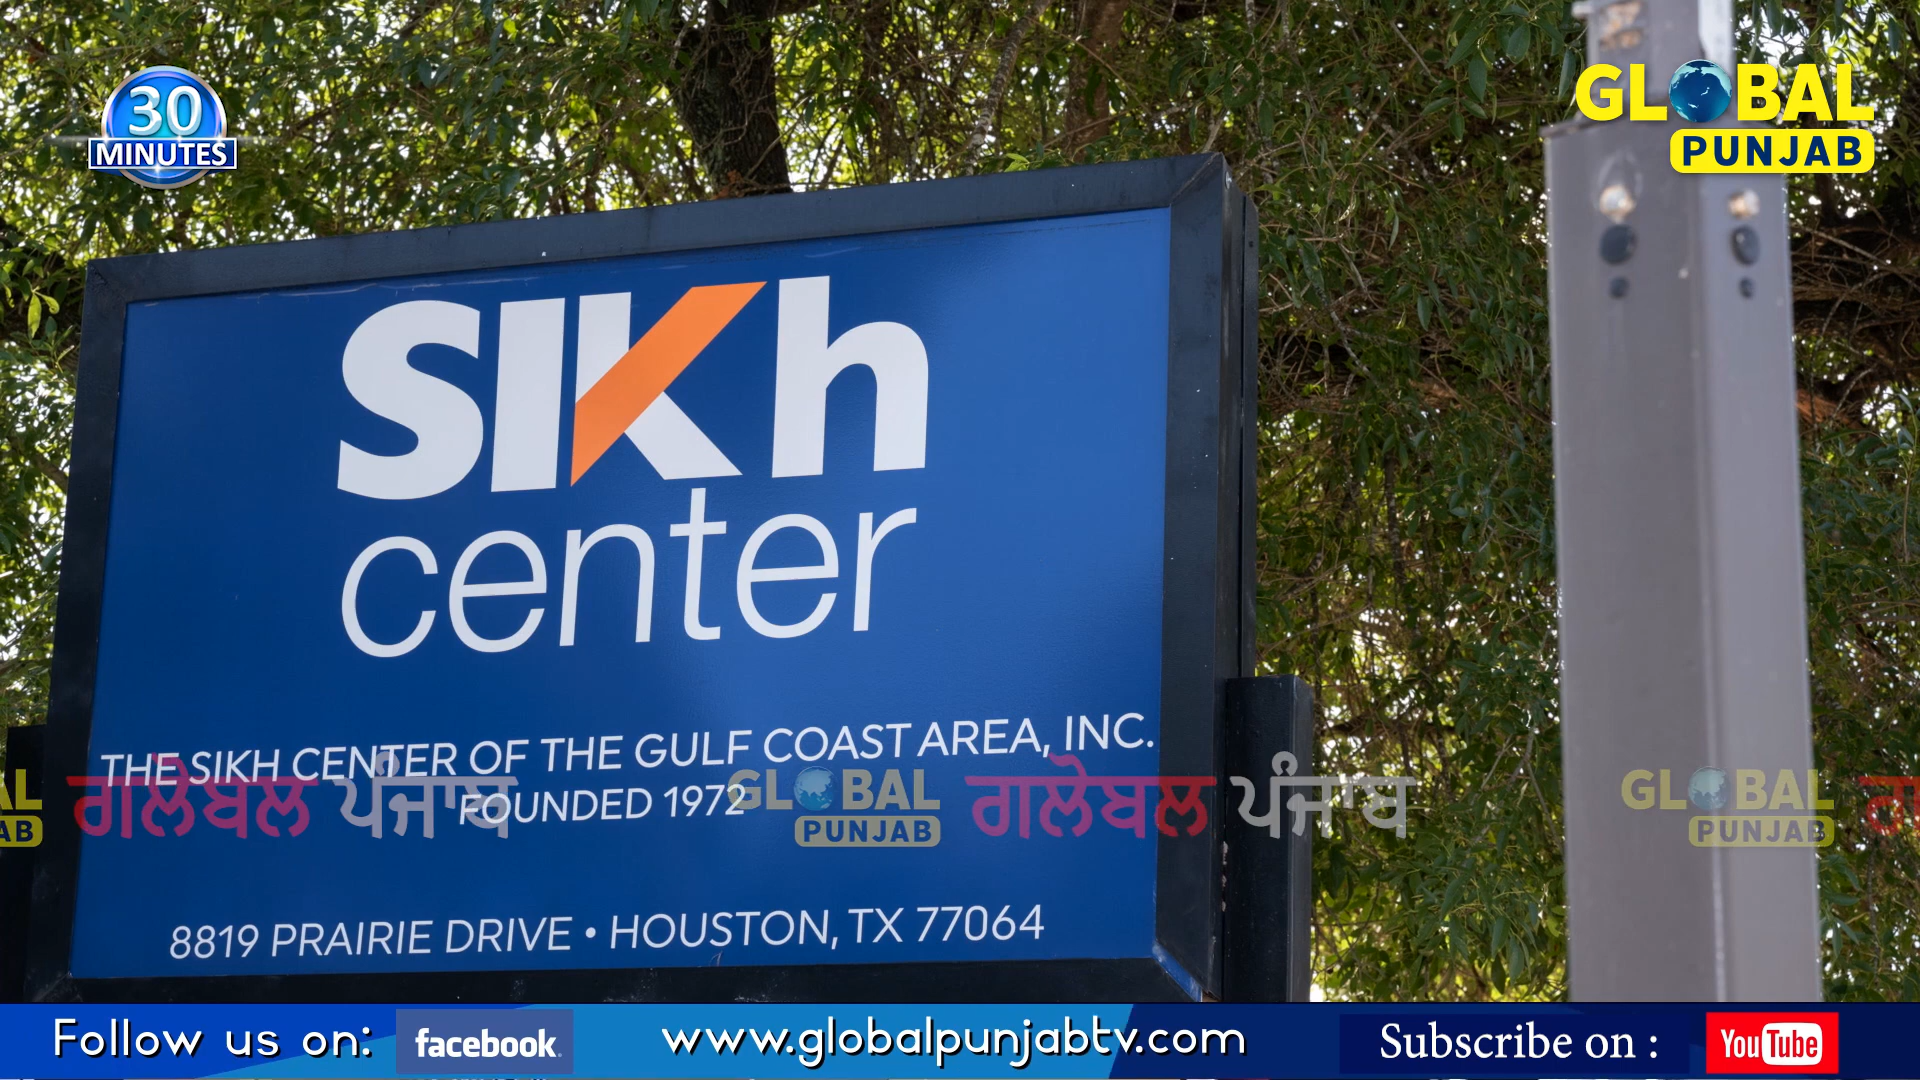 30
MINUTES
GLOBAL
PUNJAB
SIKh
center
THE SIKH CENTER OF THE GULF COAST AREA, INC.
FOUNDED 1972
AL ਗਲੋਬਲ ਪੰਜਾਬ GLOBAL ਗਲੋਬਲ ਪੰਜਾਬ GLOBAL
AB PUNJAB PUNJAB
8819 PRAIRIE DRIVE • HOUSTON, TX 77064
Follow us on: facebook. www.globalpunjabtv.com Subscribe on : YouTube